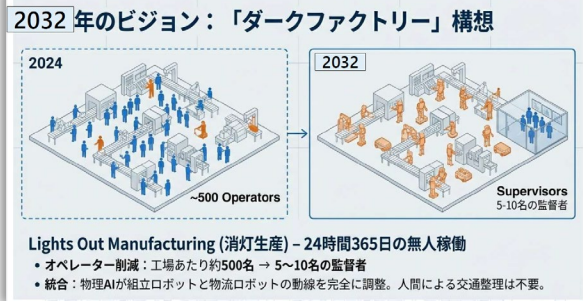 2032年のビジョン：「ダークファクトリー」構想
2024
2032
~500 Operators
Supervisors
5-10名の監督者
Lights Out Manufacturing (消灯生産) – 24時間365日の無人稼働
• オペレーター削減：工場あたり約500名 → 5〜10名の監督者
• 統合：物理AIが組立ロボットと物流ロボットの動線を完全に調整。人間による交通整理は不要。